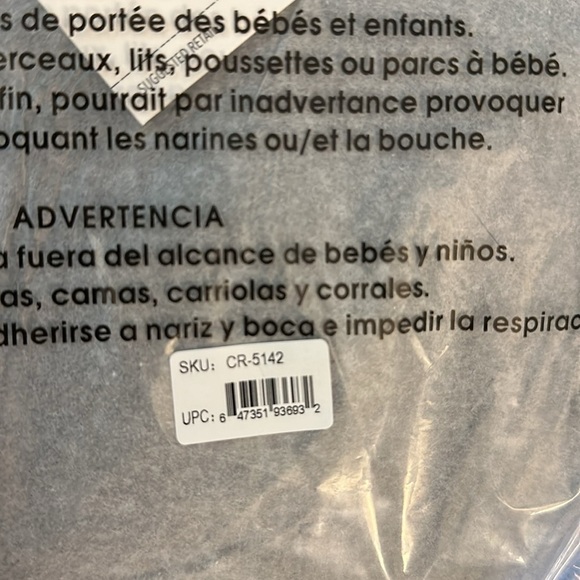 s de portée des bébés et enfants.
SUGGESTED RETAIL
erceaux, lits, poussettes ou parcs à bébé.
fin, pourrait par inadvertance provoquer
oquant les narines ou/et la bouche.
ADVERTENCIA
a fuera del alcance de bebés y niños.
as, camas, carriolas y corrales.
dherirse a nariz y boca e impedir la respirac
SKU: CR-5142
UPC: 6 47351 93693 2